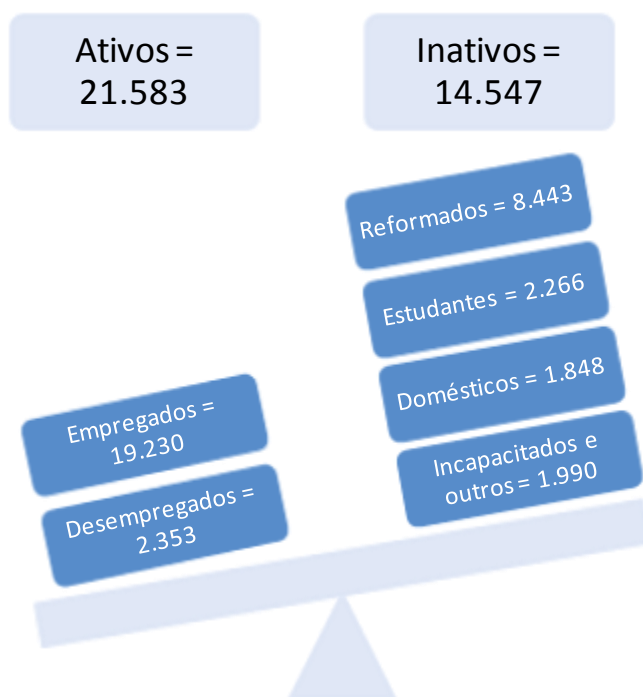 Ativos =
21.583
Inativos =
14.547
Empregados =
19.230
Desempregados =
2.353
Reformados = 8.443
Estudantes = 2.266
Domésticos = 1.848
Incapacitados e
outros = 1.990